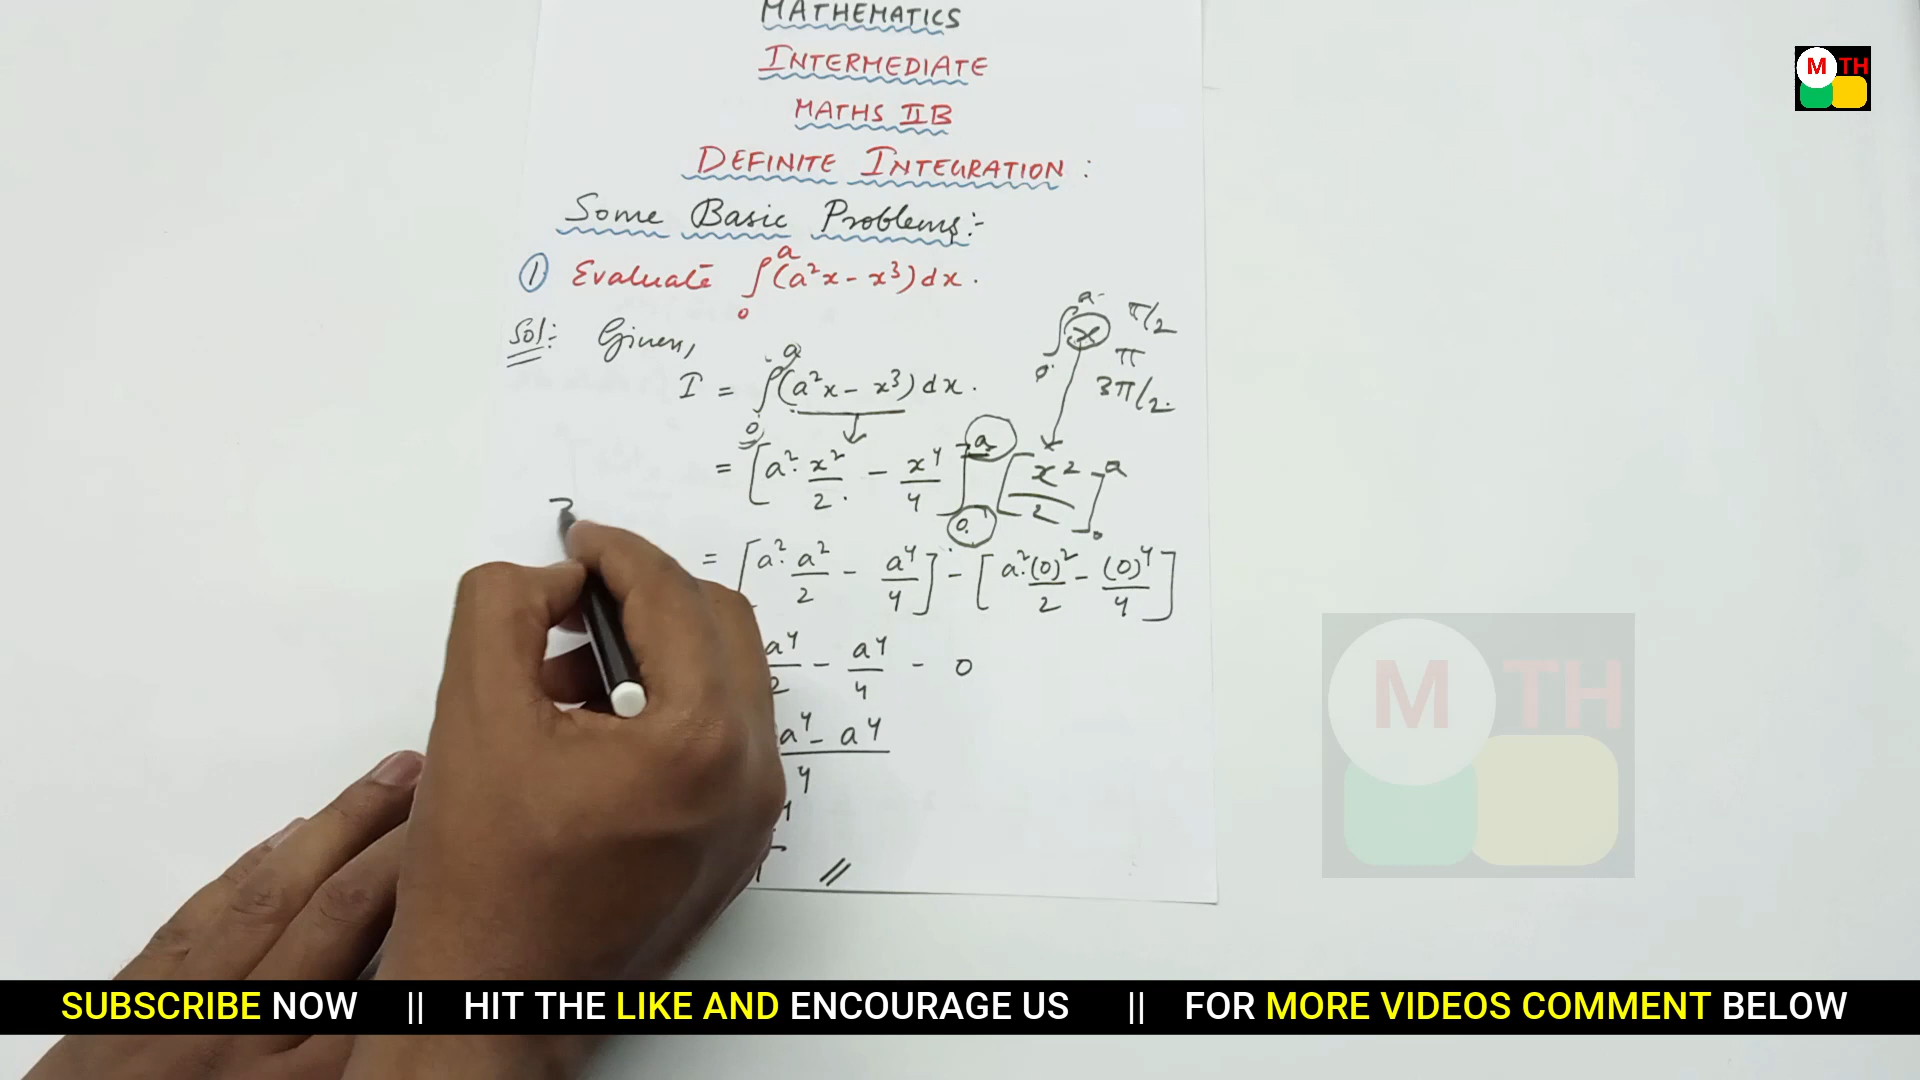 MATHEMATICS
INTERMEDIATE
MATHS IIB
DEFINITE INTEGRATION :
Some Basic Problems:-
① Evaluate ∫₀ᵃ (a²x - x³) dx.
Sol:- Given,
I = ∫₀ᵃ (a²x - x³) dx.
∫₀ᵃ x
π/2
π
3π/2.
= [a². x²/2 - x⁴/4]₀ᵃ
[x²/2]₀ᵃ
= [a². a²/2 - a⁴/4] - [a².(0)²/2 - (0)⁴/4]
a⁴/2 - a⁴/4 - 0
a⁴ - a⁴
4
//
M TH
M TH
SUBSCRIBE NOW || HIT THE LIKE AND ENCOURAGE US || FOR MORE VIDEOS COMMENT BELOW